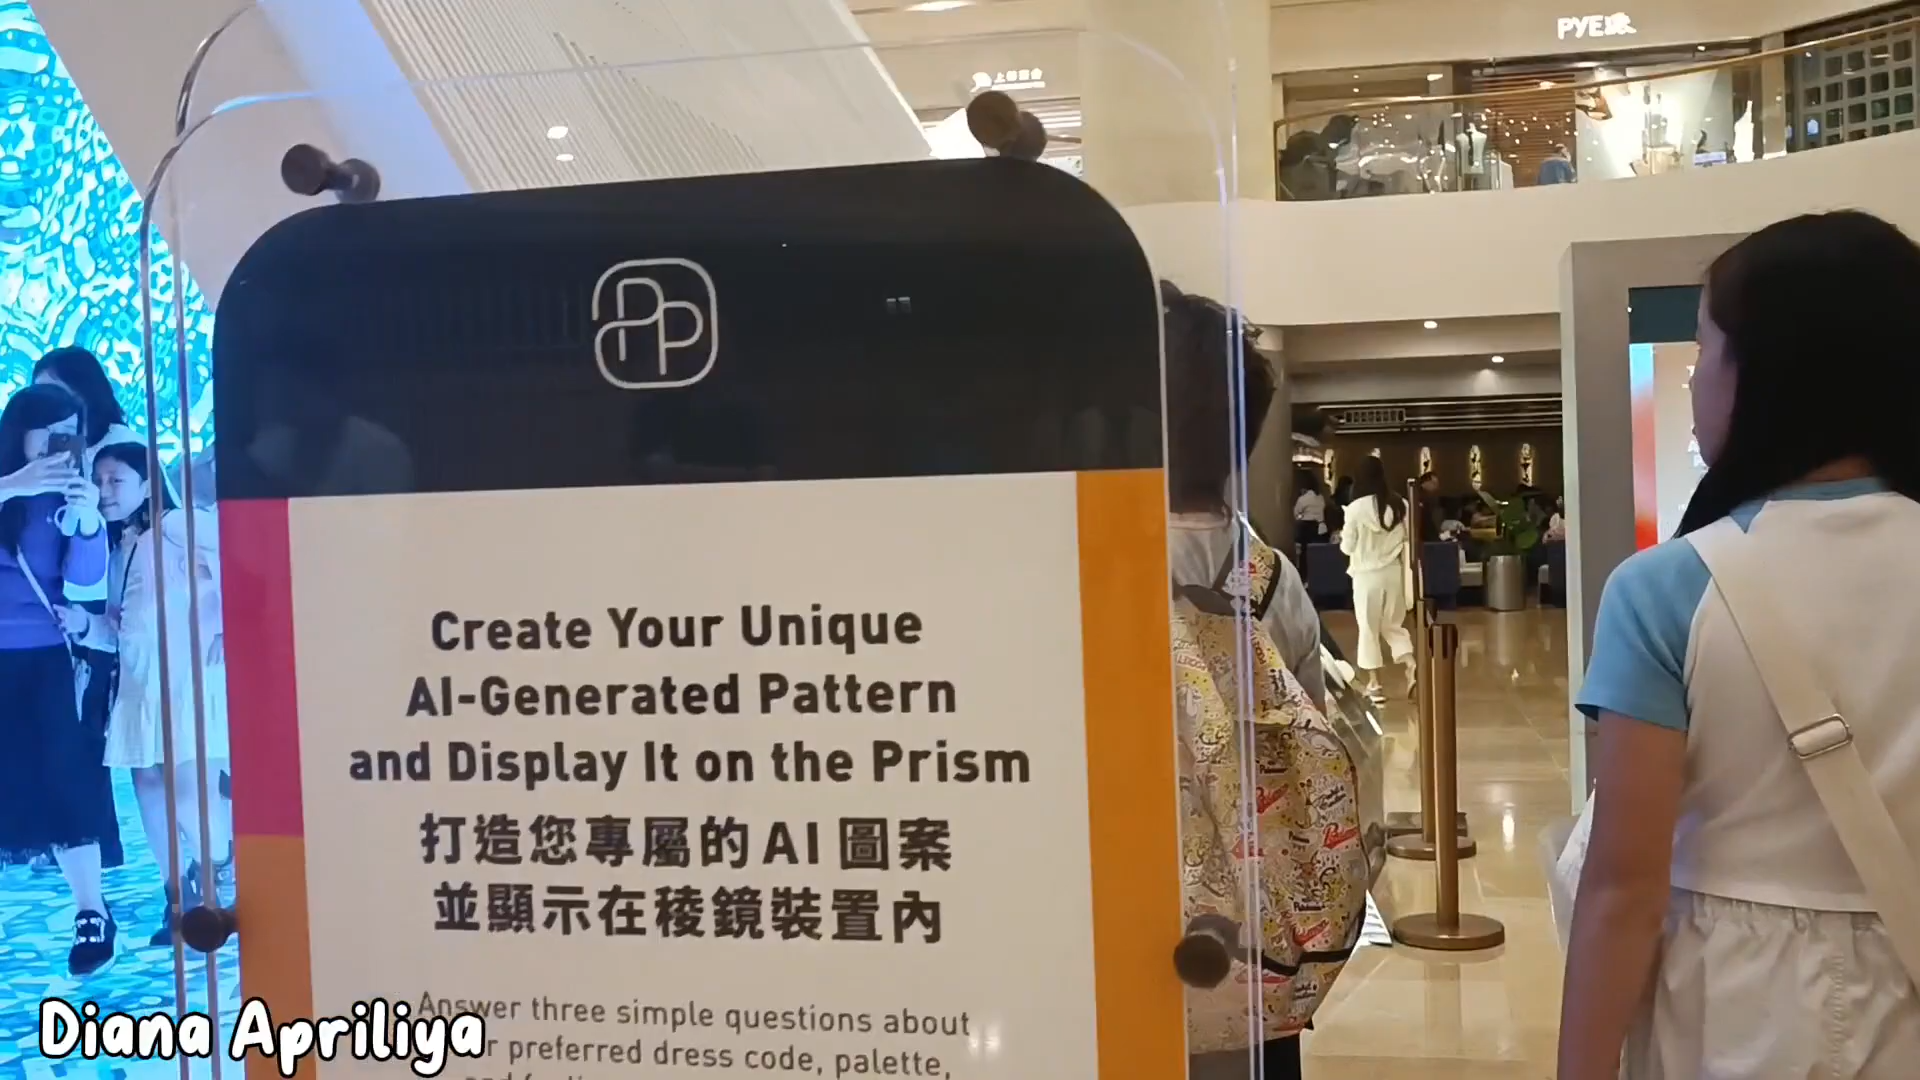 PYE
PP
Create Your Unique
AI-Generated Pattern
and Display It on the Prism
打造您專屬的AI圖案
並顯示在稜鏡裝置內
Answer three simple questions about
r preferred dress code, palette,
Diana Apriliya